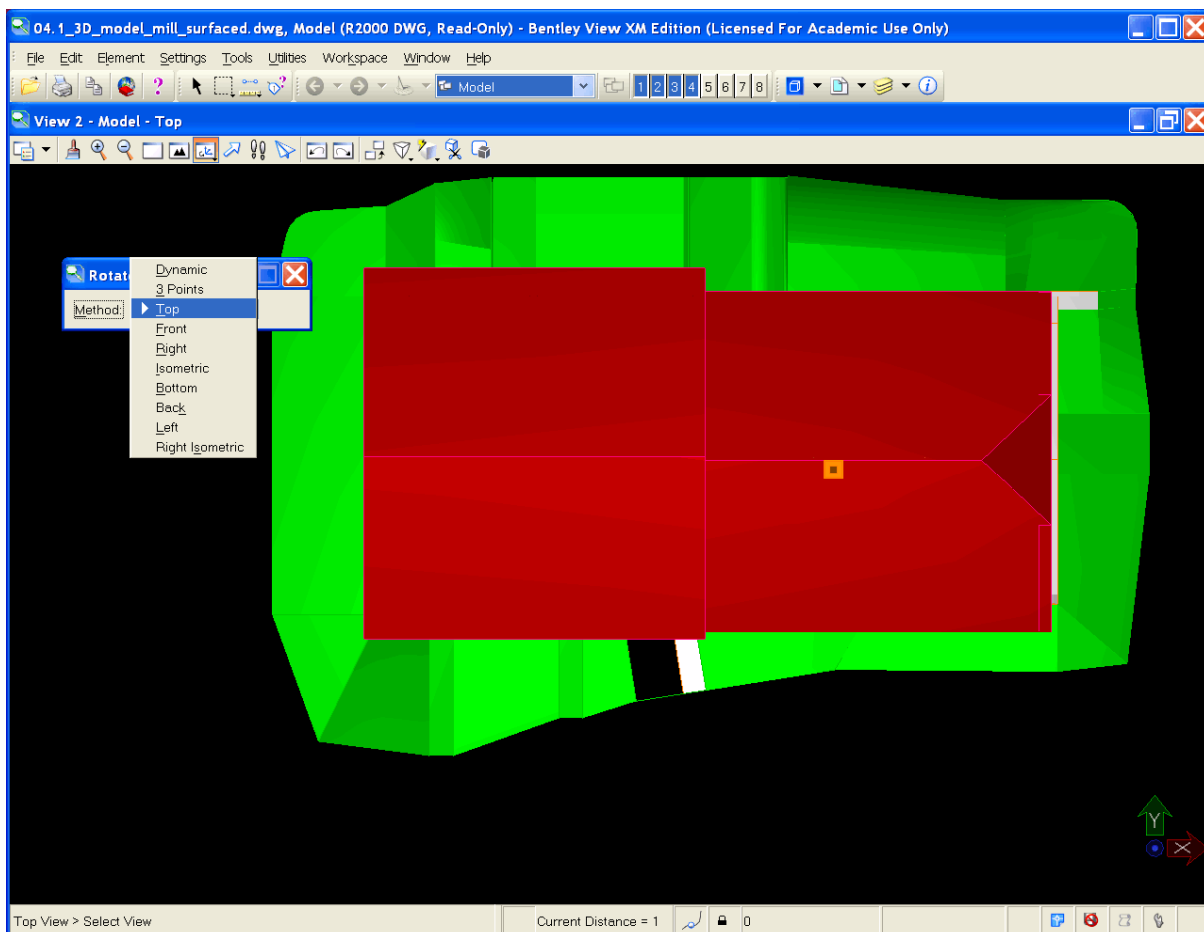 04.1_3D_model_mill_surfaced.dwg, Model (R2000 DWG, Read-Only) - Bentley View XM Edition (Licensed For Academic Use Only)
File Edit Element Settings Tools Utilities Workspace Window Help
? Model 1 2 3 4 5 6 7 8
View 2 - Model - Top
Rotat
Method:
Dynamic
3 Points
Top
Front
Right
Isometric
Bottom
Back
Left
Right Isometric
Y
X
Top View > Select View Current Distance = 1 0